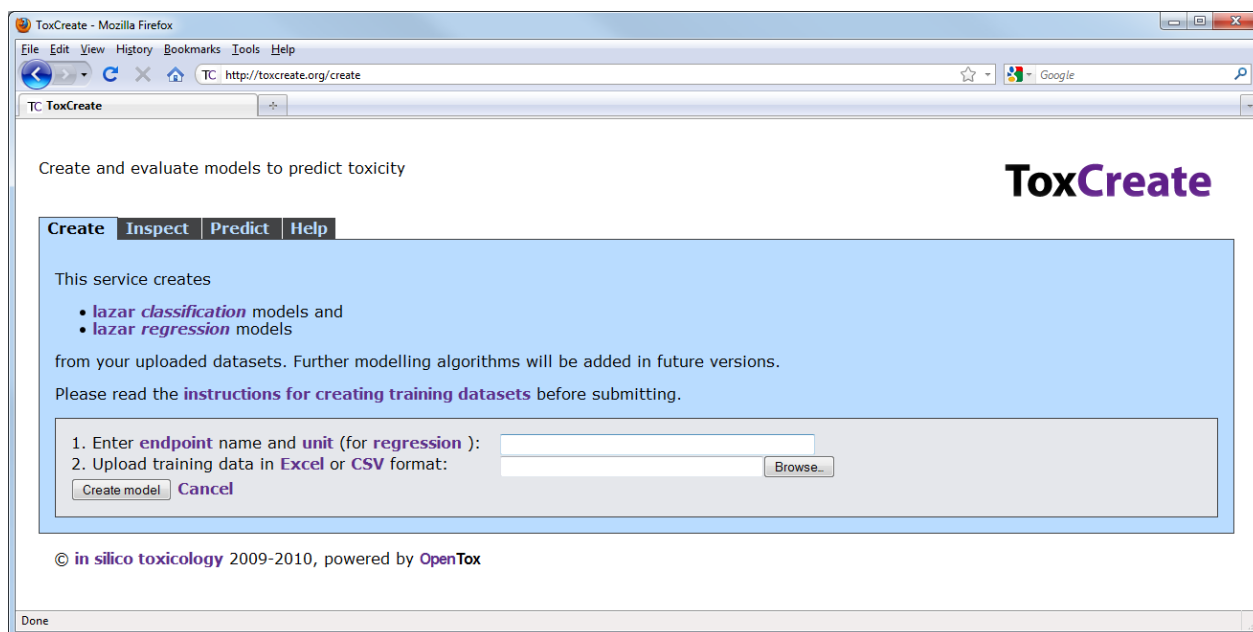 ToxCreate - Mozilla Firefox
File Edit View History Bookmarks Tools Help
TC http://toxcreate.org/create
Google
TC ToxCreate
Create and evaluate models to predict toxicity
ToxCreate
Create Inspect Predict Help
This service creates
• lazar classification models and
• lazar regression models
from your uploaded datasets. Further modelling algorithms will be added in future versions.
Please read the instructions for creating training datasets before submitting.
1. Enter endpoint name and unit (for regression ):
2. Upload training data in Excel or CSV format:
Browse...
Create model Cancel
© in silico toxicology 2009-2010, powered by OpenTox
Done